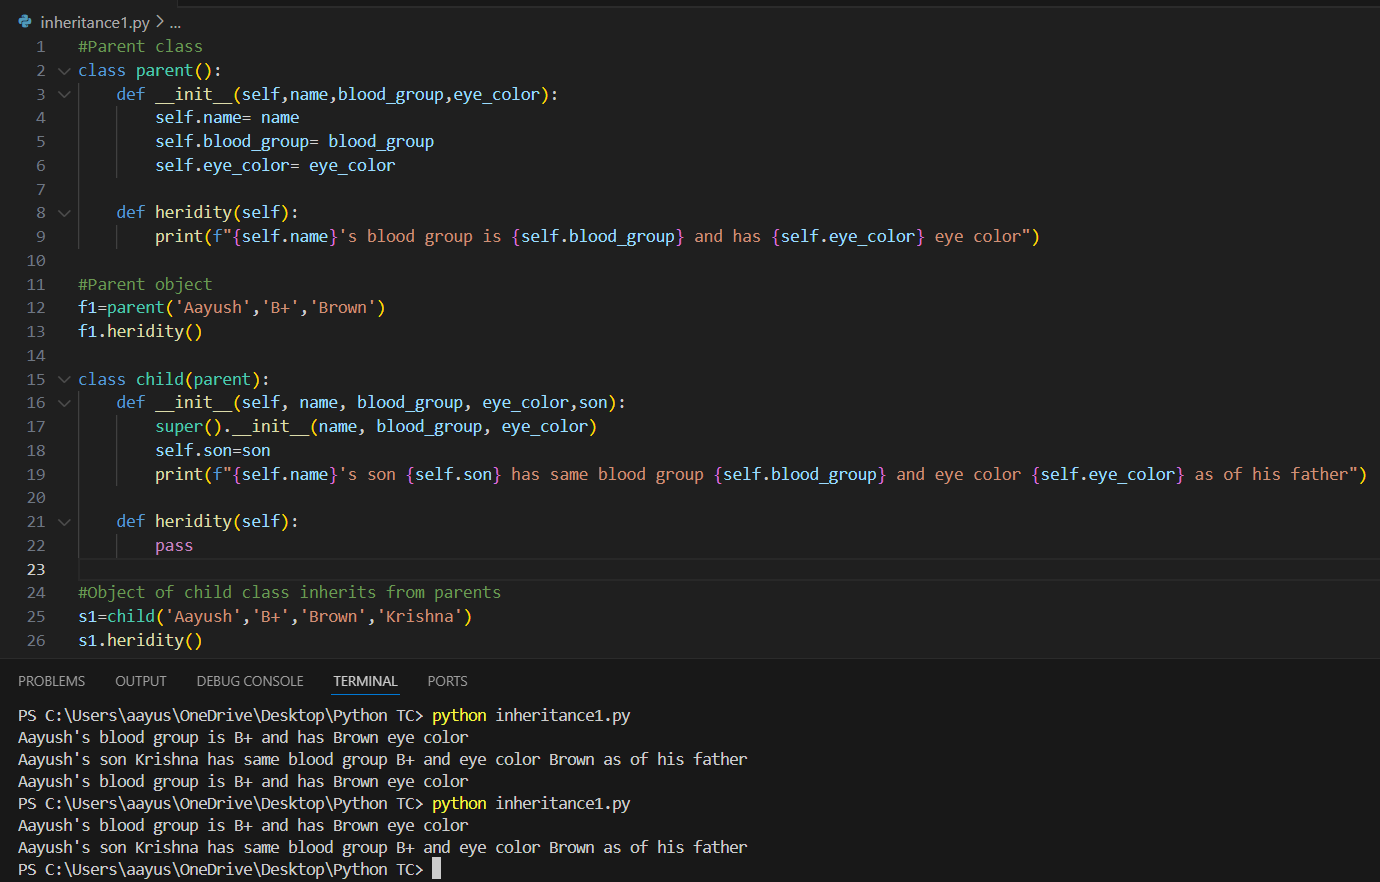 inheritance1.py > ...
1 #Parent class
2 class parent():
3     def __init__(self,name,blood_group,eye_color):
4         self.name= name
5         self.blood_group= blood_group
6         self.eye_color= eye_color
7
8     def heridity(self):
9         print(f"{self.name}'s blood group is {self.blood_group} and has {self.eye_color} eye color")
10
11 #Parent object
12 f1=parent('Aayush','B+','Brown')
13 f1.heridity()
14
15 class child(parent):
16     def __init__(self, name, blood_group, eye_color,son):
17         super().__init__(name, blood_group, eye_color)
18         self.son=son
19         print(f"{self.name}'s son {self.son} has same blood group {self.blood_group} and eye color {self.eye_color} as of his father")
20
21     def heridity(self):
22         pass
23
24 #Object of child class inherits from parents
25 s1=child('Aayush','B+','Brown','Krishna')
26 s1.heridity()
PROBLEMS OUTPUT DEBUG CONSOLE TERMINAL PORTS
PS C:\Users\aayus\OneDrive\Desktop\Python TC> python inheritance1.py
Aayush's blood group is B+ and has Brown eye color
Aayush's son Krishna has same blood group B+ and eye color Brown as of his father
Aayush's blood group is B+ and has Brown eye color
PS C:\Users\aayus\OneDrive\Desktop\Python TC> python inheritance1.py
Aayush's blood group is B+ and has Brown eye color
Aayush's son Krishna has same blood group B+ and eye color Brown as of his father
PS C:\Users\aayus\OneDrive\Desktop\Python TC>